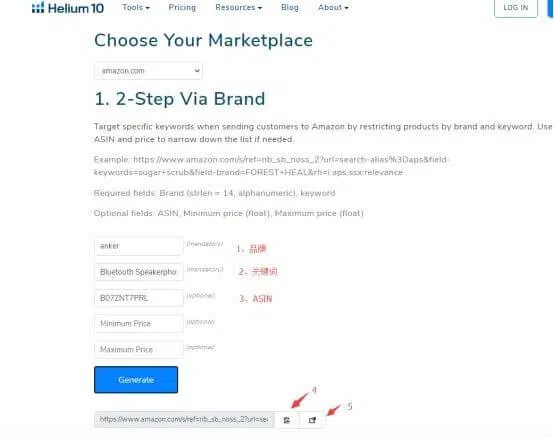 Helium 10
Tools Pricing Resources Blog About LOG IN
Choose Your Marketplace
amazon.com
1. 2-Step Via Brand
Target specific keywords when sending customers to Amazon by restricting products by brand and keyword. Use
ASIN and price to narrow down the list if needed.
Example: https://www.amazon.com/s/ref=nb_sb_noss_2?url=search-alias%3Daps&field-
keywords=sugar+scrub&field-brand=FOREST+HEAL&rh=i:aps,ssx:relevance
Required fields: Brand (strlen = 14, alphanumeric), keyword
Optional fields: ASIN, Minimum price (float), Maximum price (float)
anker (mandatory) 1、品牌
Bluetooth Speakerpho (mandatory) 2、关键词
B07ZNT7PRL (optional) 3、ASIN
Minimum Price (optional)
Maximum Price (optional)
Generate
4
5
https://www.amazon.com/s/ref=nb_sb_noss_2?url=sea